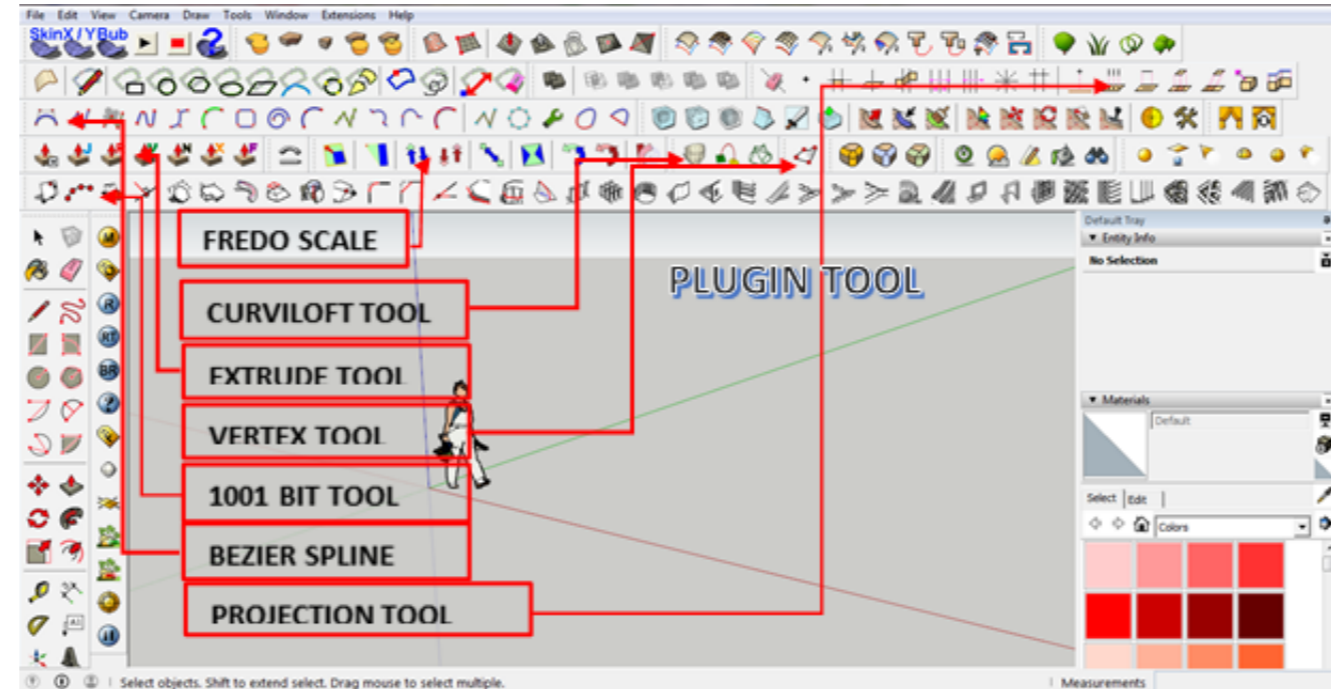 File Edit View Camera Draw Tools Window Extensions Help
SkinX / YBub
Default Tray
Entity Info
No Selection
FREDO SCALE
PLUGIN TOOL
CURVILOFT TOOL
EXTRUDE TOOL
VERTEX TOOL
1001 BIT TOOL
BEZIER SPLINE
PROJECTION TOOL
M
R
RT
BR
Materials
Default
Select Edit
Colors
Select objects. Shift to extend select. Drag mouse to select multiple.
Measurements